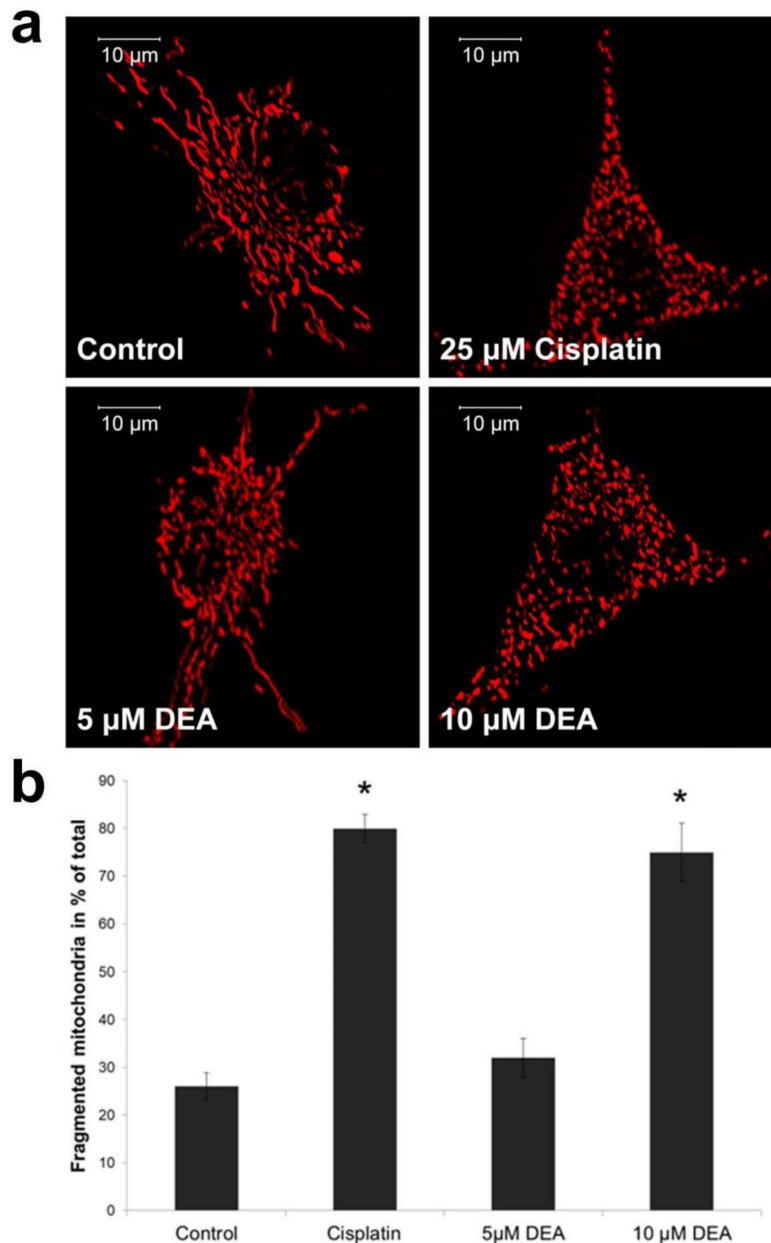 a
10 µm
10 µm
Control
25 µM Cisplatin
10 µm
10 µm
5 µM DEA
10 µM DEA
b
Fragmented mitochondria in % of total
90
80
70
60
50
40
30
20
10
0
*
*
Control
Cisplatin
5µM DEA
10 µM DEA